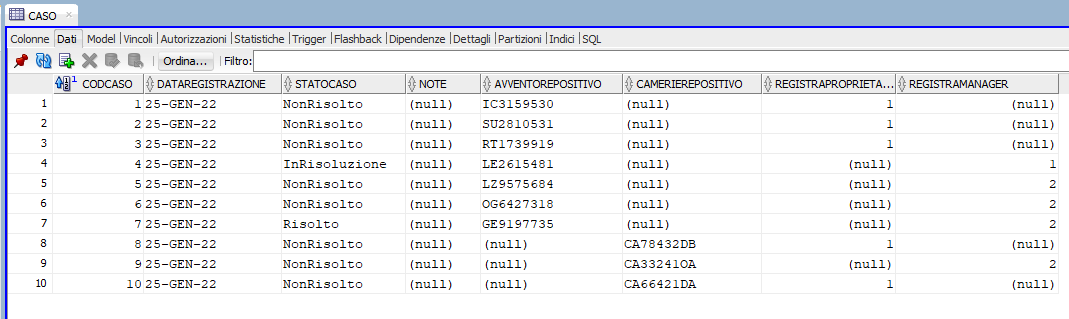 CASO
Colonne Dati Model Vincoli Autorizzazioni Statistiche Trigger Flashback Dipendenze Dettagli Partizioni Indici SQL
Ordina... Filtro:
CODCASO DATAREGISTRAZIONE STATOCASO NOTE AVVENTOREPOSITIVO CAMERIEREPOSITIVO REGISTRAPROPRIETA... REGISTRAMANAGER
1 1 25-GEN-22 NonRisolto (null) IC3159530 (null) 1 (null)
2 2 25-GEN-22 NonRisolto (null) SU2810531 (null) 1 (null)
3 3 25-GEN-22 NonRisolto (null) RT1739919 (null) 1 (null)
4 4 25-GEN-22 InRisoluzione (null) LE2615481 (null) (null) 1
5 5 25-GEN-22 NonRisolto (null) LZ9575684 (null) (null) 2
6 6 25-GEN-22 NonRisolto (null) OG6427318 (null) (null) 2
7 7 25-GEN-22 Risolto (null) GE9197735 (null) (null) 2
8 8 25-GEN-22 NonRisolto (null) (null) CA78432DB 1 (null)
9 9 25-GEN-22 NonRisolto (null) (null) CA33241OA (null) 2
10 10 25-GEN-22 NonRisolto (null) (null) CA66421DA 1 (null)